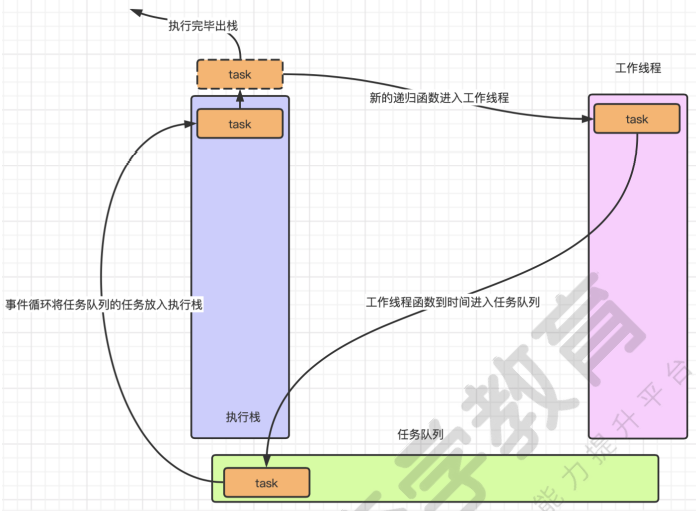 执行完毕出栈
task
工作线程
新的递归函数进入工作线程
task
task
事件循环将任务队列的任务放入执行栈
工作线程函数到时间进入任务队列
执行栈
任务队列
task
学教育
能力提升平台